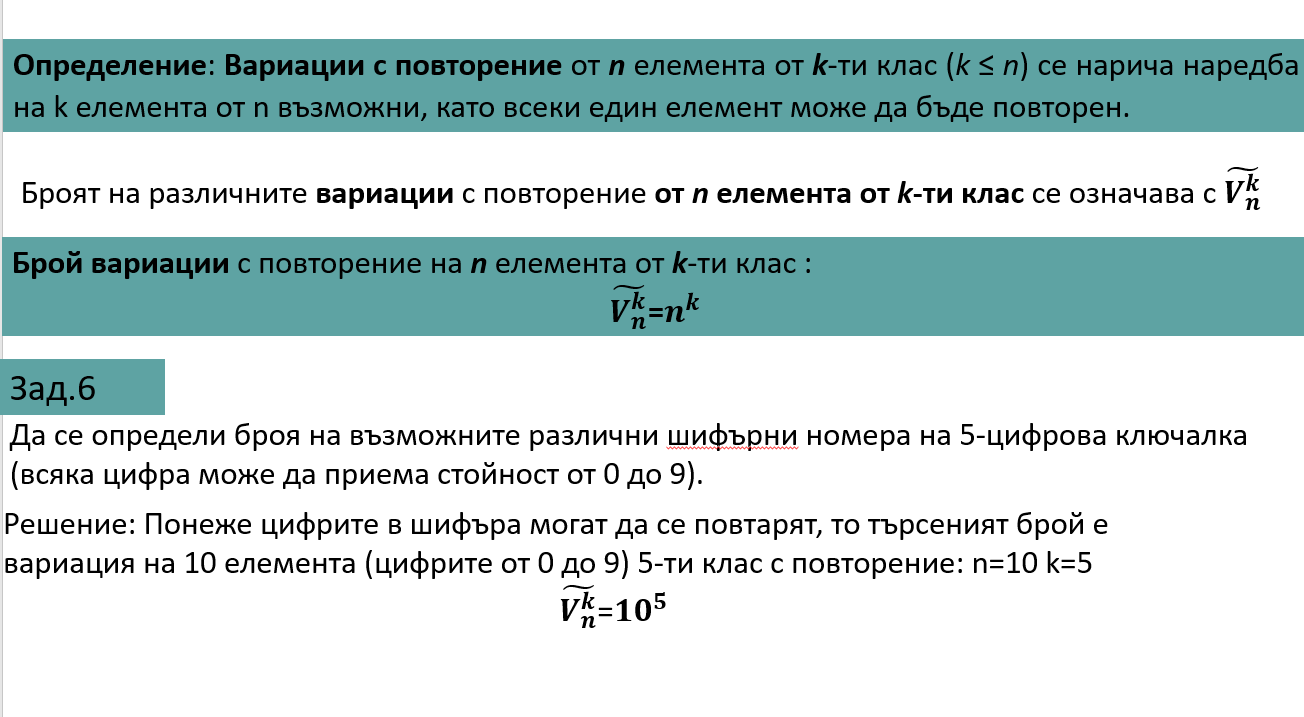 Определение: Вариации с повторение от n елемента от k-ти клас (k ≤ n) се нарича наредба
на k елемента от n възможни, като всеки един елемент може да бъде повторен.
Броят на различните вариации с повторение от n елемента от k-ти клас се означава с $\widetilde{V_n^k}$
Брой вариации с повторение на n елемента от k-ти клас :
$\widetilde{V_n^k}$=$n^k$
Зад.6
Да се определи броя на възможните различни шифърни номера на 5-цифрова ключалка
(всяка цифра може да приема стойност от 0 до 9).
Решение: Понеже цифрите в шифъра могат да се повтарят, то търсеният брой е
вариация на 10 елемента (цифрите от 0 до 9) 5-ти клас с повторение: n=10 k=5
$\widetilde{V_n^k}$=$10^5$